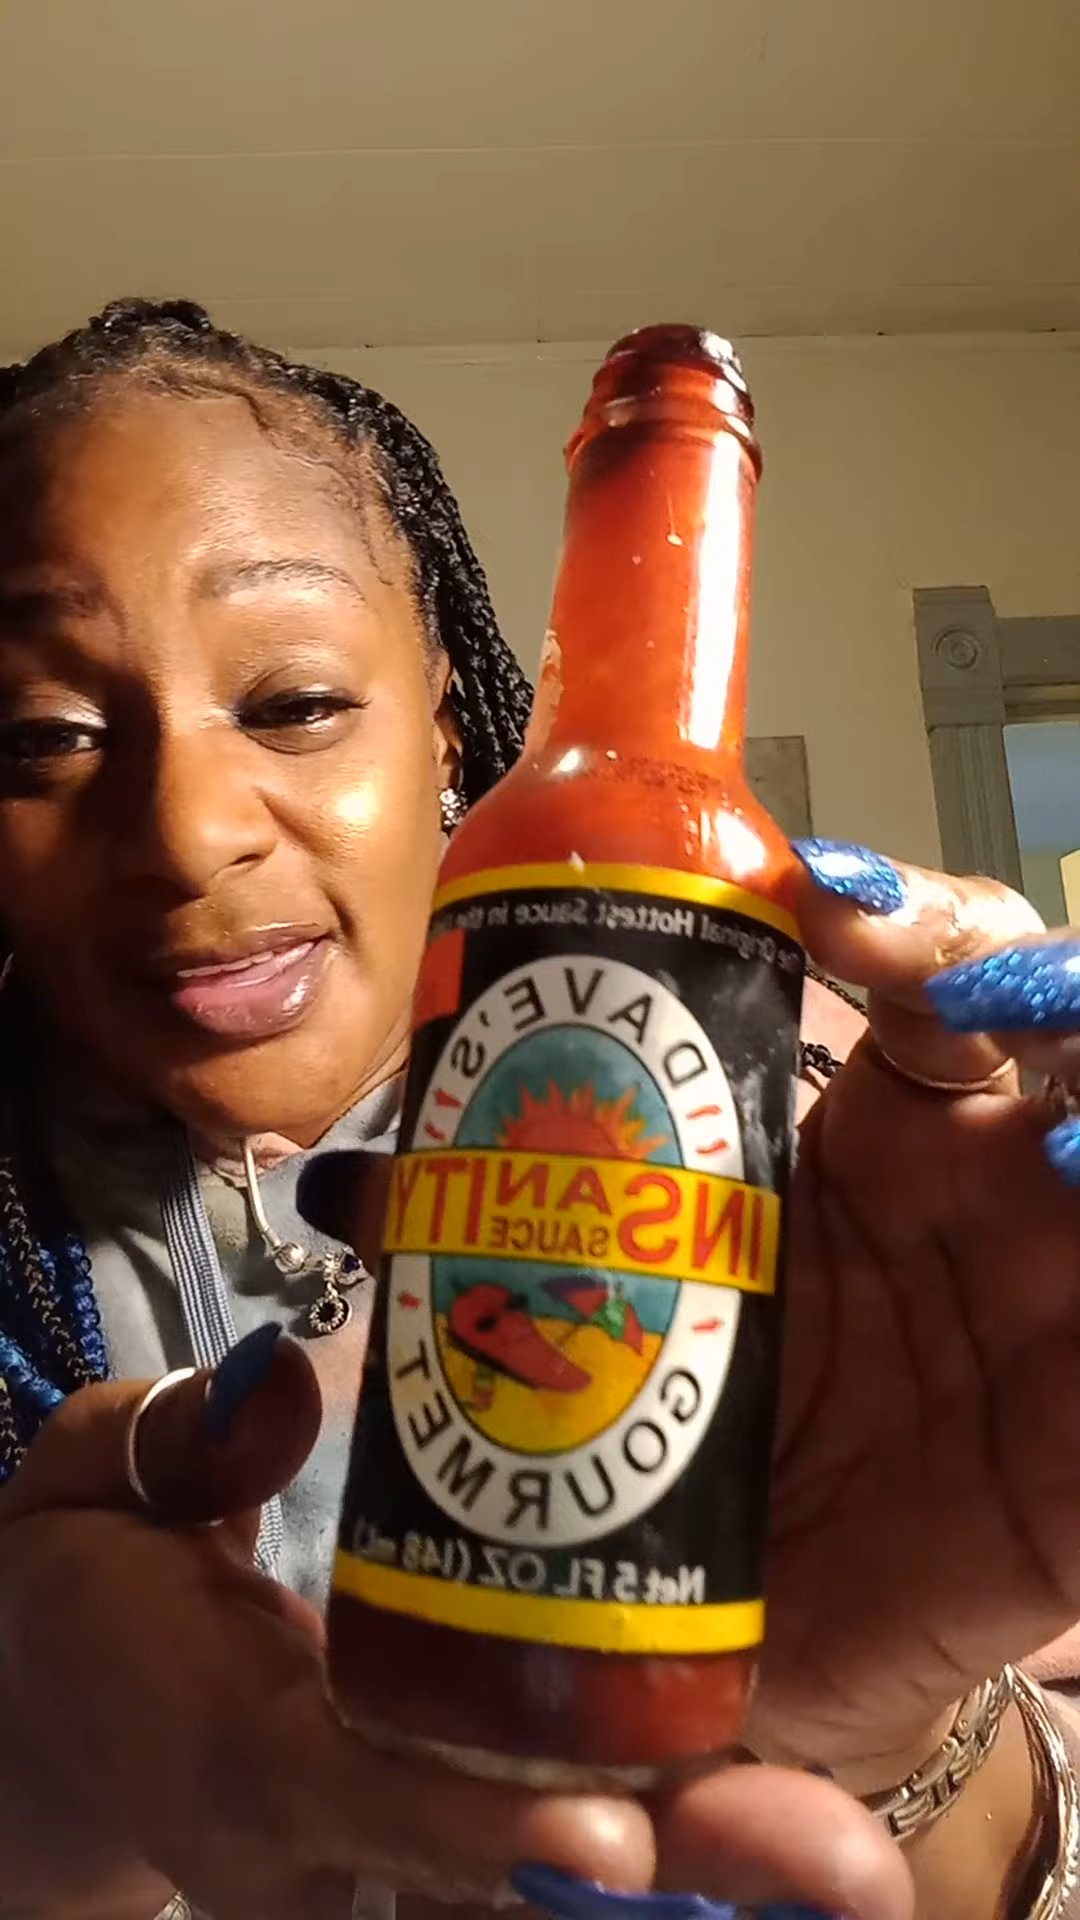 The Original Hottest Sauce in the
DAVE'S
INSANITY
SAUCE
GOURMET
Net 5 FL OZ (148 mL)